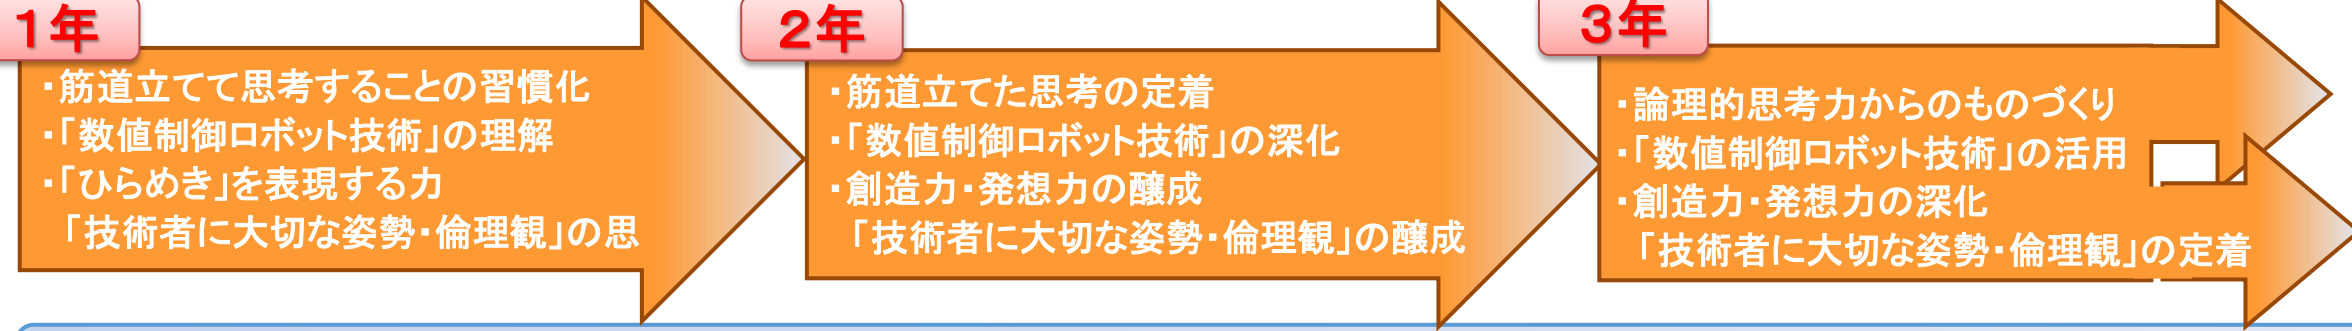 １年
・筋道立てて思考することの習慣化
・「数値制御ロボット技術」の理解
・「ひらめき」を表現する力
「技術者に大切な姿勢・倫理観」の思
２年
・筋道立てた思考の定着
・「数値制御ロボット技術」の深化
・創造力・発想力の醸成
「技術者に大切な姿勢・倫理観」の醸成
３年
・論理的思考力からのものづくり
・「数値制御ロボット技術」の活用
・創造力・発想力の深化
「技術者に大切な姿勢・倫理観」の定着